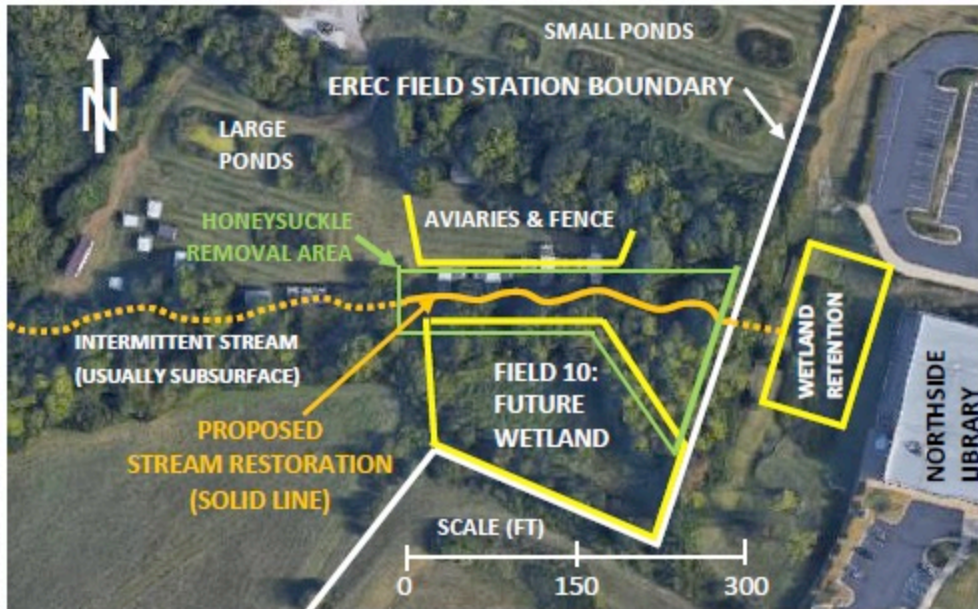 SMALL PONDS
EREC FIELD STATION BOUNDARY
N
LARGE
PONDS
HONEYSUCKLE
REMOVAL AREA
AVIARIES & FENCE
INTERMITTENT STREAM
(USUALLY SUBSURFACE)
FIELD 10:
FUTURE
WETLAND
WETLAND
RETENTION
NORTHSIDE
LIBRARY
PROPOSED
STREAM RESTORATION
(SOLID LINE)
SCALE (FT)
0 150 300